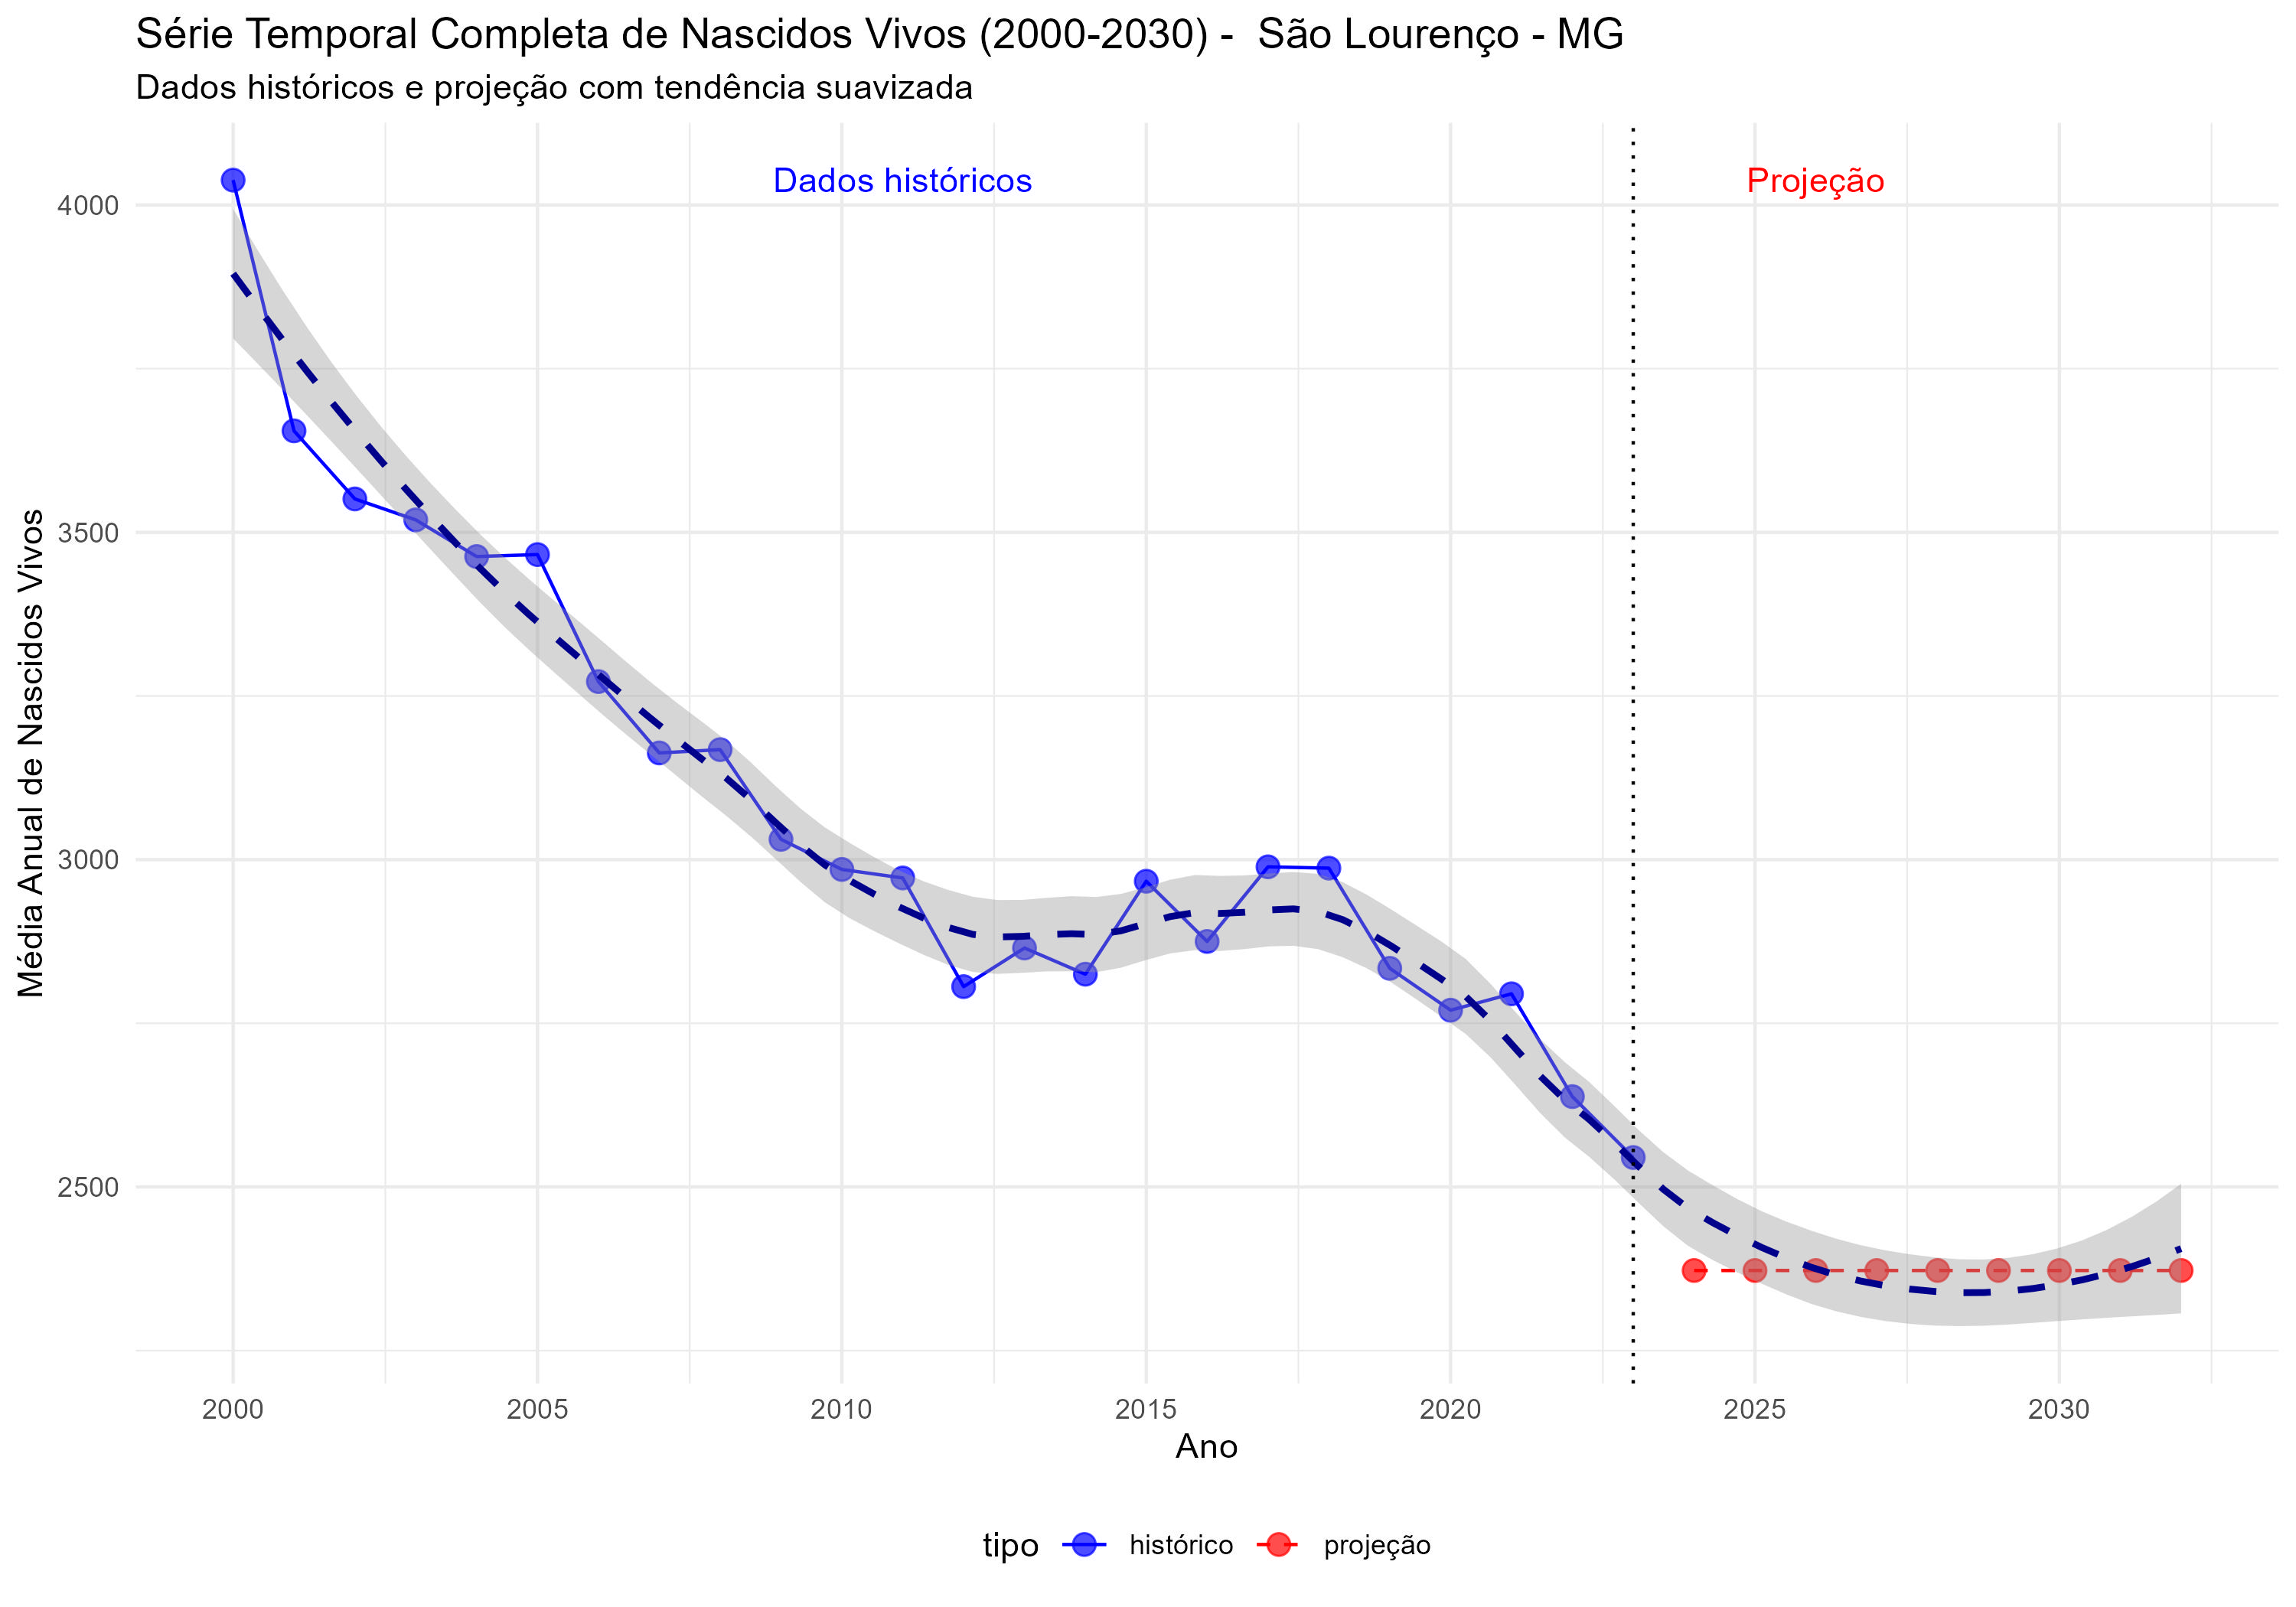 Série Temporal Completa de Nascidos Vivos (2000-2030) -  São Lourenço - MG
Dados históricos e projeção com tendência suavizada
Dados históricos
Projeção
Média Anual de Nascidos Vivos
4000
3500
3000
2500
2000
2005
2010
2015
2020
2025
2030
Ano
tipo
histórico
projeção